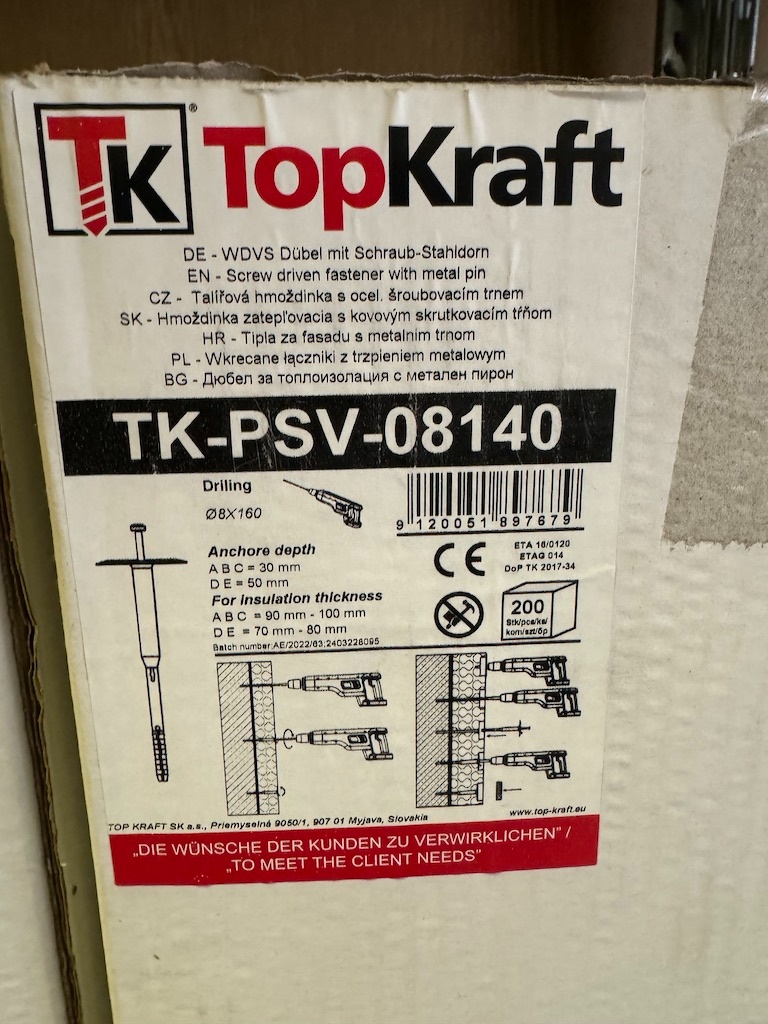 TK®
TopKraft
DE - WDVS Dübel mit Schraub-Stahldorn
EN - Screw driven fastener with metal pin
CZ - Talířová hmoždinka s ocel. šroubovacím trnem
SK - Hmoždinka zatepľovacia s kovovým skrutkovacím tŕňom
HR - Tipla za fasadu s metalnim trnom
PL - Wkrecane łączniki z trzpieniem metalowym
BG - Дюбел за топлоизолация с метален пирон
TK-PSV-08140
Driling
Ø8X160
9 120051 897679
Anchore depth
A B C = 30 mm
D E = 50 mm
ETA 16/0120
ETAG 014
DoP TK 2017-34
CE
For insulation thickness
A B C = 90 mm - 100 mm
D E = 70 mm - 80 mm
200
Stk/pcs/ks/
kom/szt/бр
Batch number:AE/2022/63;2403228095
TOP KRAFT SK a.s., Priemyselná 9050/1, 907 01 Myjava, Slovakia
www.top-kraft.eu
„DIE WÜNSCHE DER KUNDEN ZU VERWIRKLICHEN" /
„TO MEET THE CLIENT NEEDS"